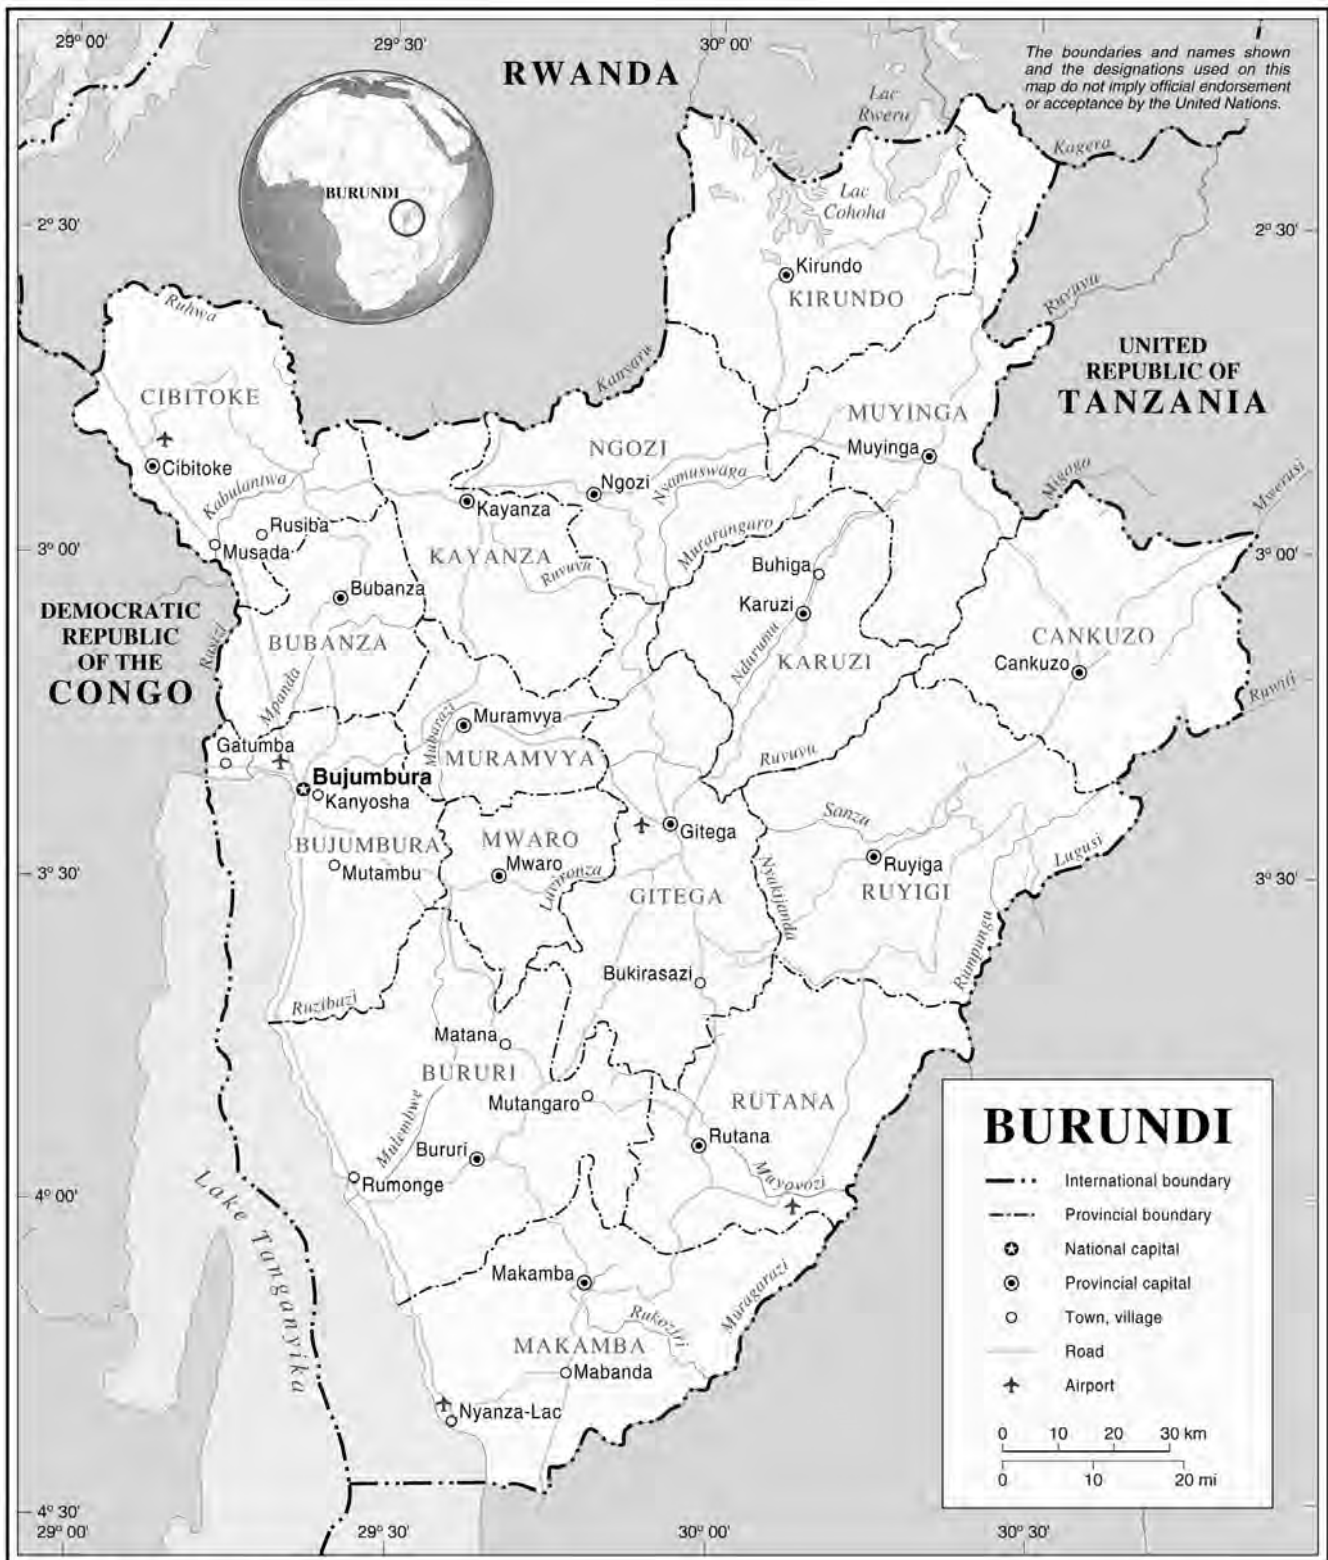 29° 00'
29° 30'
30° 00'
RWANDA
The boundaries and names shown
and the designations used on this
map do not imply official endorsement
or acceptance by the United Nations.
Lac
Rweru
Kagera
BURUNDI
Lac
Cohoha
2° 30'
2° 30'
Kirundo
KIRUNDO
Ruhwa
Ruvuvu
Kanyaru
UNITED
REPUBLIC OF
TANZANIA
CIBITOKE
MUYINGA
NGOZI
Muyinga
Cibitoke
Kabulantwa
Ngozi
Nyamuswaga
Migago
Mwerusi
Kayanza
Rusiba
Musada
KAYANZA
Murarangaro
3° 00'
3° 00'
Buhiga
Ruvuvu
Bubanza
Karuzi
DEMOCRATIC
REPUBLIC
OF THE
CONGO
Rusizi
BUBANZA
CANKUZO
Cankuzo
Ndurumu
KARUZI
Mpanda
Ruwiti
Muramvya
Mubarazi
Gatumba
MURAMVYA
Ruvuvu
Bujumbura
Kanyosha
Sanza
Gitega
BUJUMBURA
MWARO
Lugusi
Mutambu
Mwaro
Luvironza
Nyakijanda
Ruyiga
3° 30'
3° 30'
GITEGA
RUYIGI
Rumpungu
Bukirasazi
Ruzibazi
Matana
BURURI
Mutangaro
RUTANA
Mulembwe
Bururi
Rutana
Muyovozi
Rumonge
4° 00'
4° 00'
Lake Tanganyika
Makamba
Muragarazi
Rukoziri
MAKAMBA
Mabanda
Nyanza-Lac
BURUNDI
International boundary
Provincial boundary
National capital
Provincial capital
Town, village
Road
Airport
0 10 20 30 km
0 10 20 mi
4° 30'
29° 00'
29° 30'
30° 00'
30° 30'